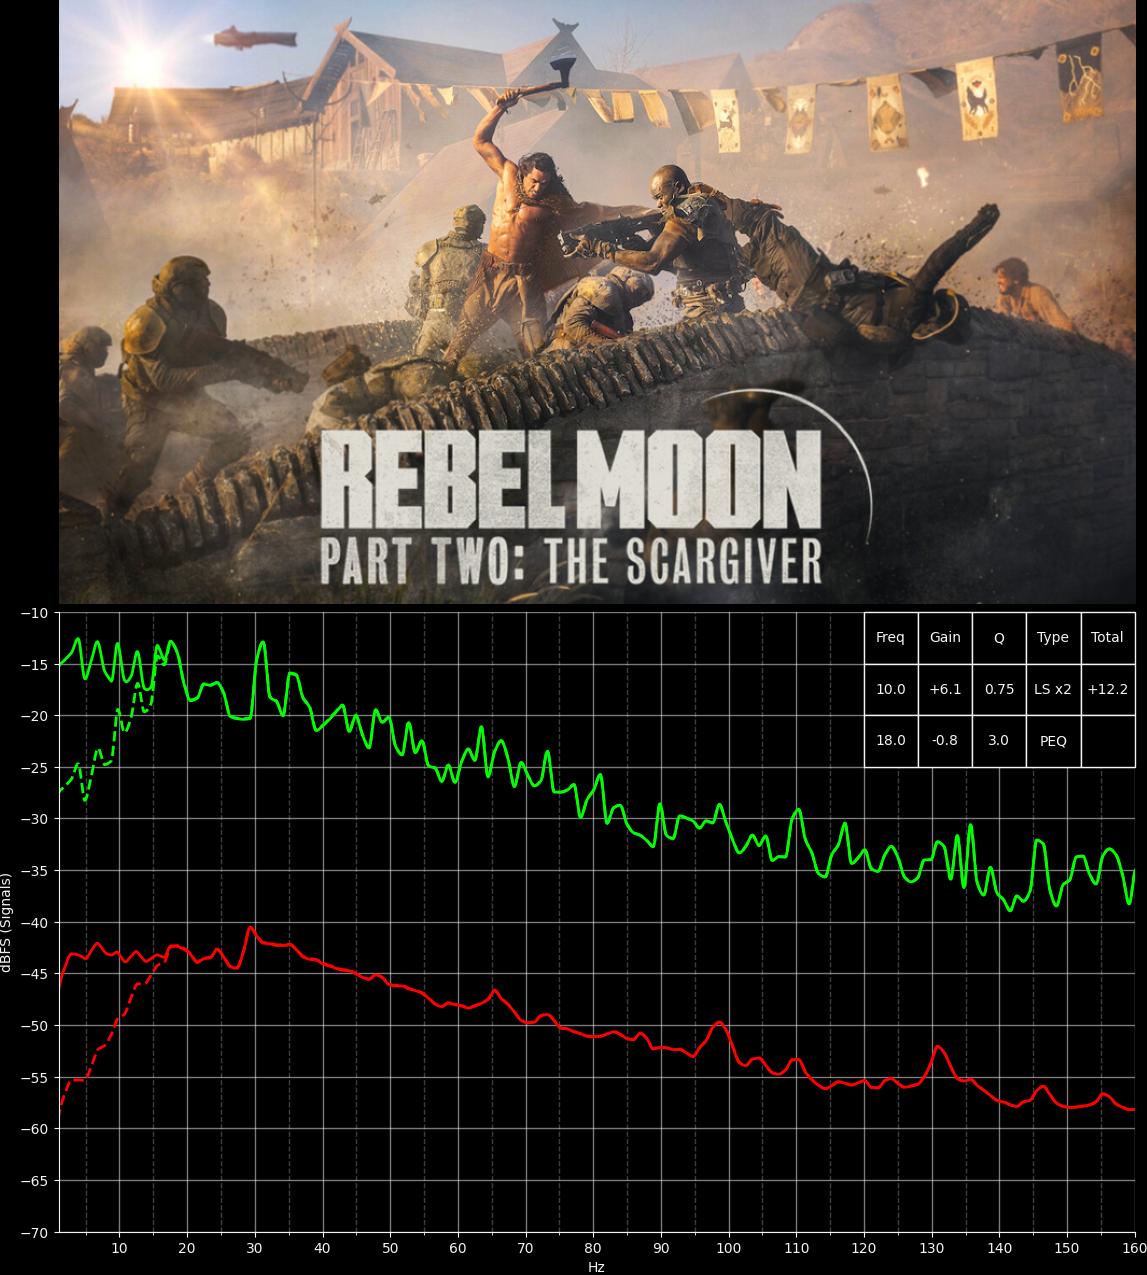 REBEL MOON
PART TWO: THE SCARGIVER
Freq Gain Q Type Total
10.0 +6.1 0.75 LS x2 +12.2
18.0 -0.8 3.0 PEQ
−10
−15
−20
−25
−30
−35
−40
−45
−50
−55
−60
−65
−70
dBFS (Signals)
10 20 30 40 50 60 70 80 90 100 110 120 130 140 150 160
Hz